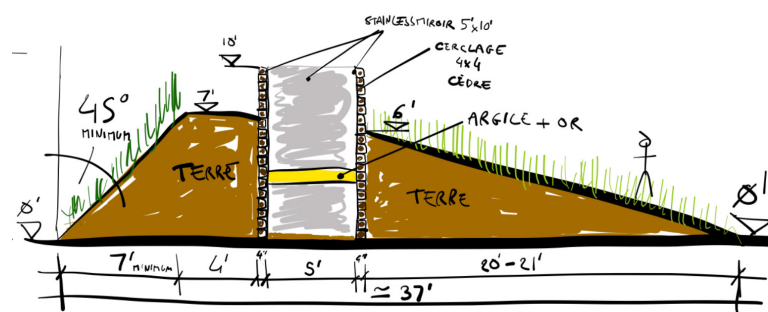 STAINLESS MIROIR 5'x10'
CERCLAGE
4x4
CÈDRE
10'
45°
MINIMUM
7'
6'
ARGILE + OR
TERRE
TERRE
0'
0'
7' MINIMUM
4'
4"
5'
4"
20'-21'
≃ 37'